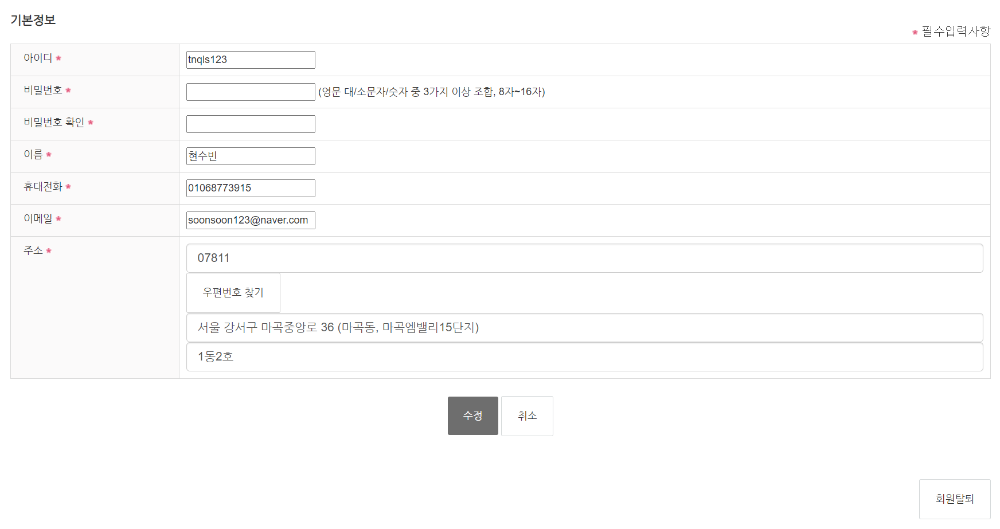 기본정보
* 필수입력사항
아이디 *
tnqls123
비밀번호 *
(영문 대/소문자/숫자 중 3가지 이상 조합, 8자~16자)
비밀번호 확인 *
이름 *
현수빈
휴대전화 *
01068773915
이메일 *
soonsoon123@naver.com
주소 *
07811
우편번호 찾기
서울 강서구 마곡중앙로 36 (마곡동, 마곡엠밸리15단지)
1동2호
수정 취소
회원탈퇴